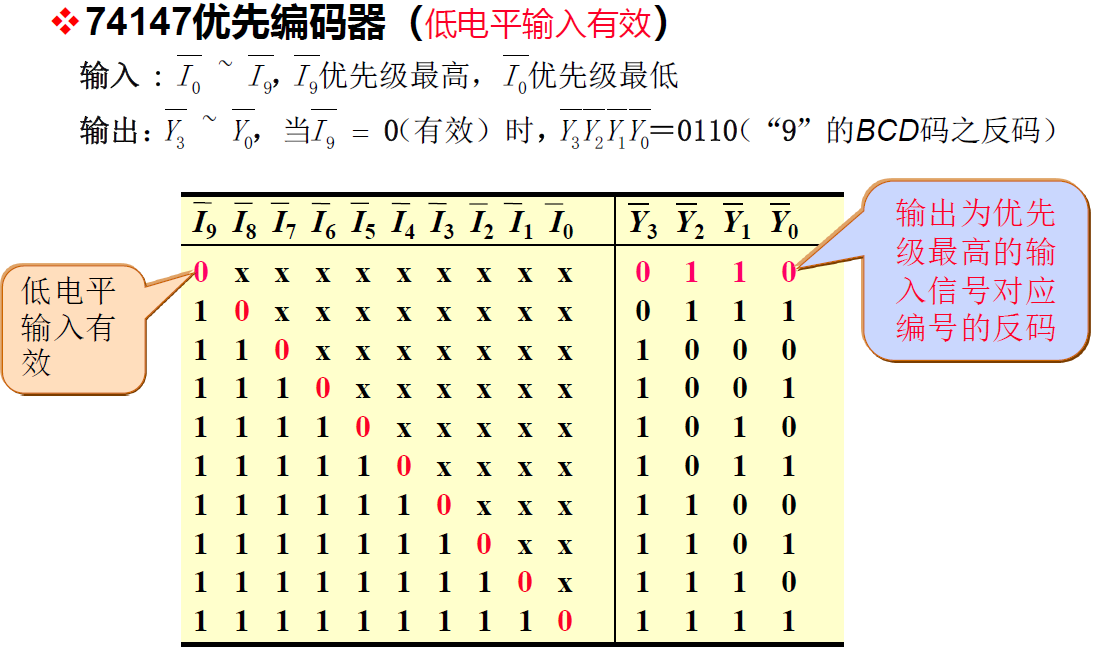 ❖74147优先编码器（低电平输入有效）
输入：I̅₀ ~ I̅₉，I̅₉优先级最高，I̅₀优先级最低
输出：Y̅₃ ~ Y̅₀，当I̅₉ = 0（有效）时，Y̅₃Y̅₂Y̅₁Y̅₀＝0110（“9”的BCD码之反码）
I̅₉ I̅₈ I̅₇ I̅₆ I̅₅ I̅₄ I̅₃ I̅₂ I̅₁ I̅₀ Y̅₃ Y̅₂ Y̅₁ Y̅₀
0 x x x x x x x x x 0 1 1 0
1 0 x x x x x x x x 0 1 1 1
1 1 0 x x x x x x x 1 0 0 0
1 1 1 0 x x x x x x 1 0 0 1
1 1 1 1 0 x x x x x 1 0 1 0
1 1 1 1 1 0 x x x x 1 0 1 1
1 1 1 1 1 1 0 x x x 1 1 0 0
1 1 1 1 1 1 1 0 x x 1 1 0 1
1 1 1 1 1 1 1 1 0 x 1 1 1 0
1 1 1 1 1 1 1 1 1 0 1 1 1 1
低电平
输入有
效
输出为优先
级最高的输
入信号对应
编号的反码